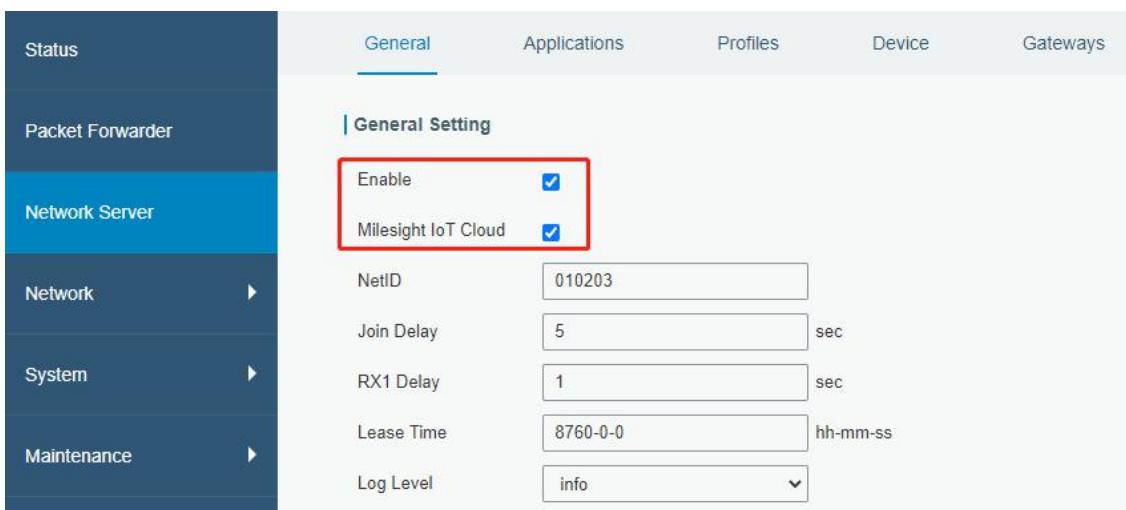 Status
Packet Forwarder
Network Server
Network
System
Maintenance
General Applications Profiles Device Gateways
General Setting
Enable
Milesight IoT Cloud
NetID 010203
Join Delay 5 sec
RX1 Delay 1 sec
Lease Time 8760-0-0 hh-mm-ss
Log Level info